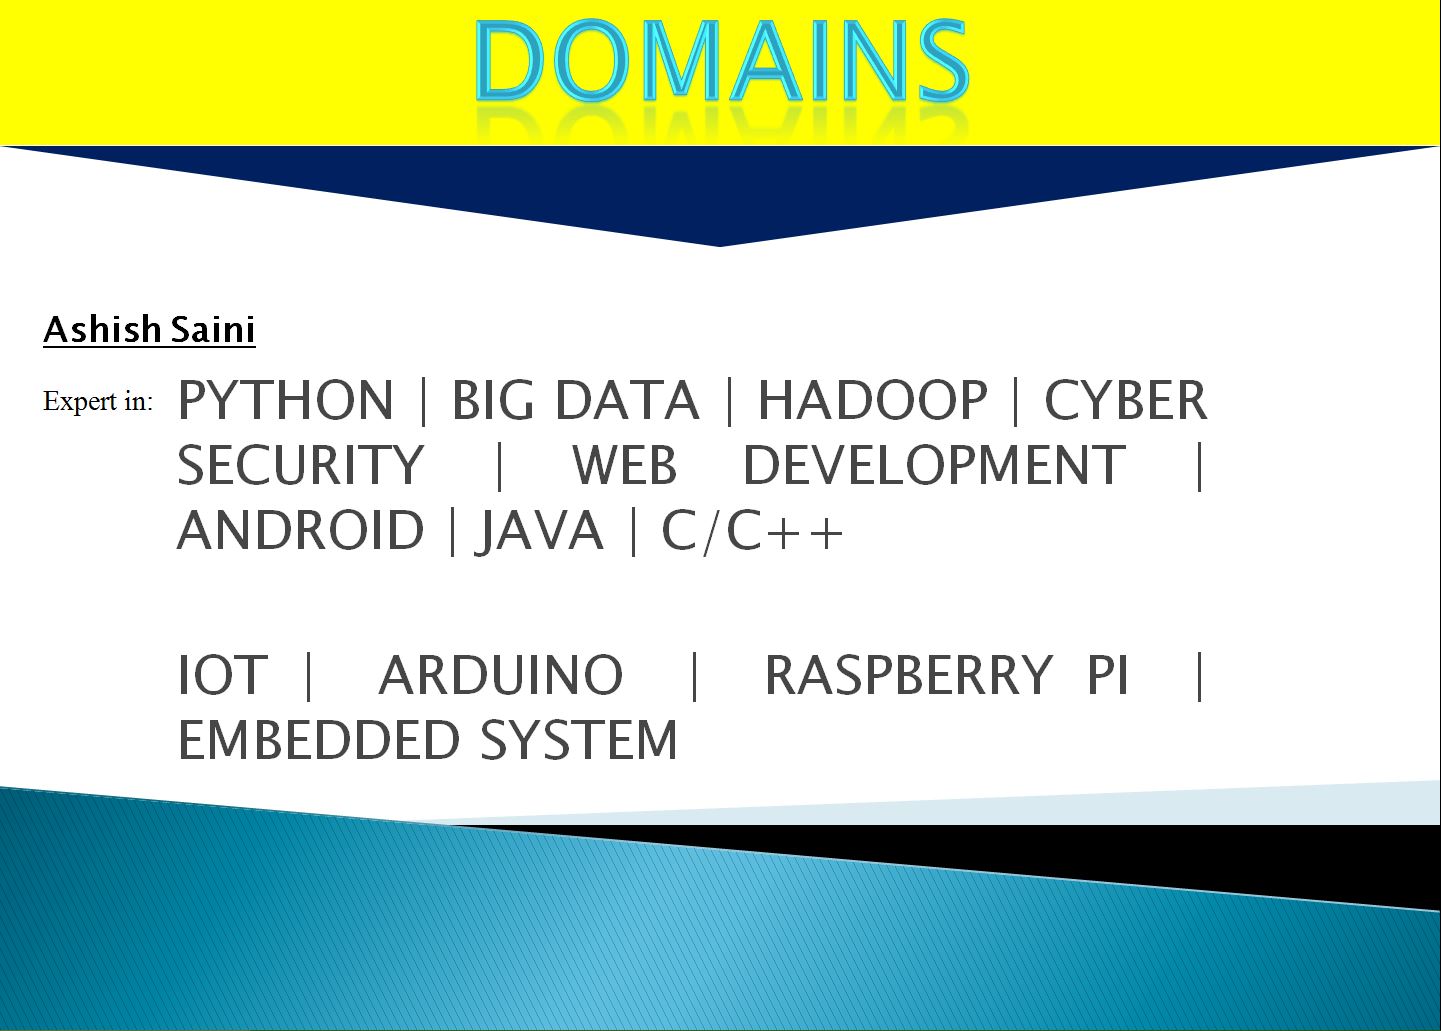 DOMAINS
Ashish Saini
Expert in: PYTHON | BIG DATA | HADOOP | CYBER
SECURITY | WEB DEVELOPMENT |
ANDROID | JAVA | C/C++
IOT | ARDUINO | RASPBERRY PI |
EMBEDDED SYSTEM